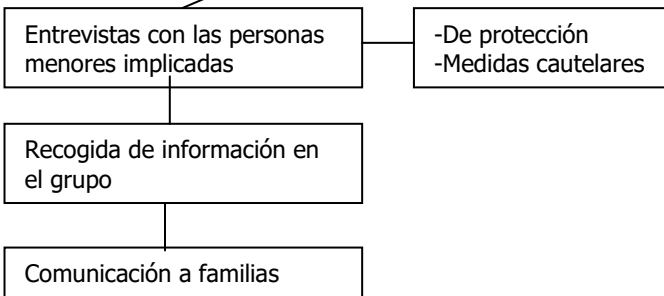 Entrevistas con las personas
menores implicadas
-De protección
-Medidas cautelares
Recogida de información en
el grupo
Comunicación a familias